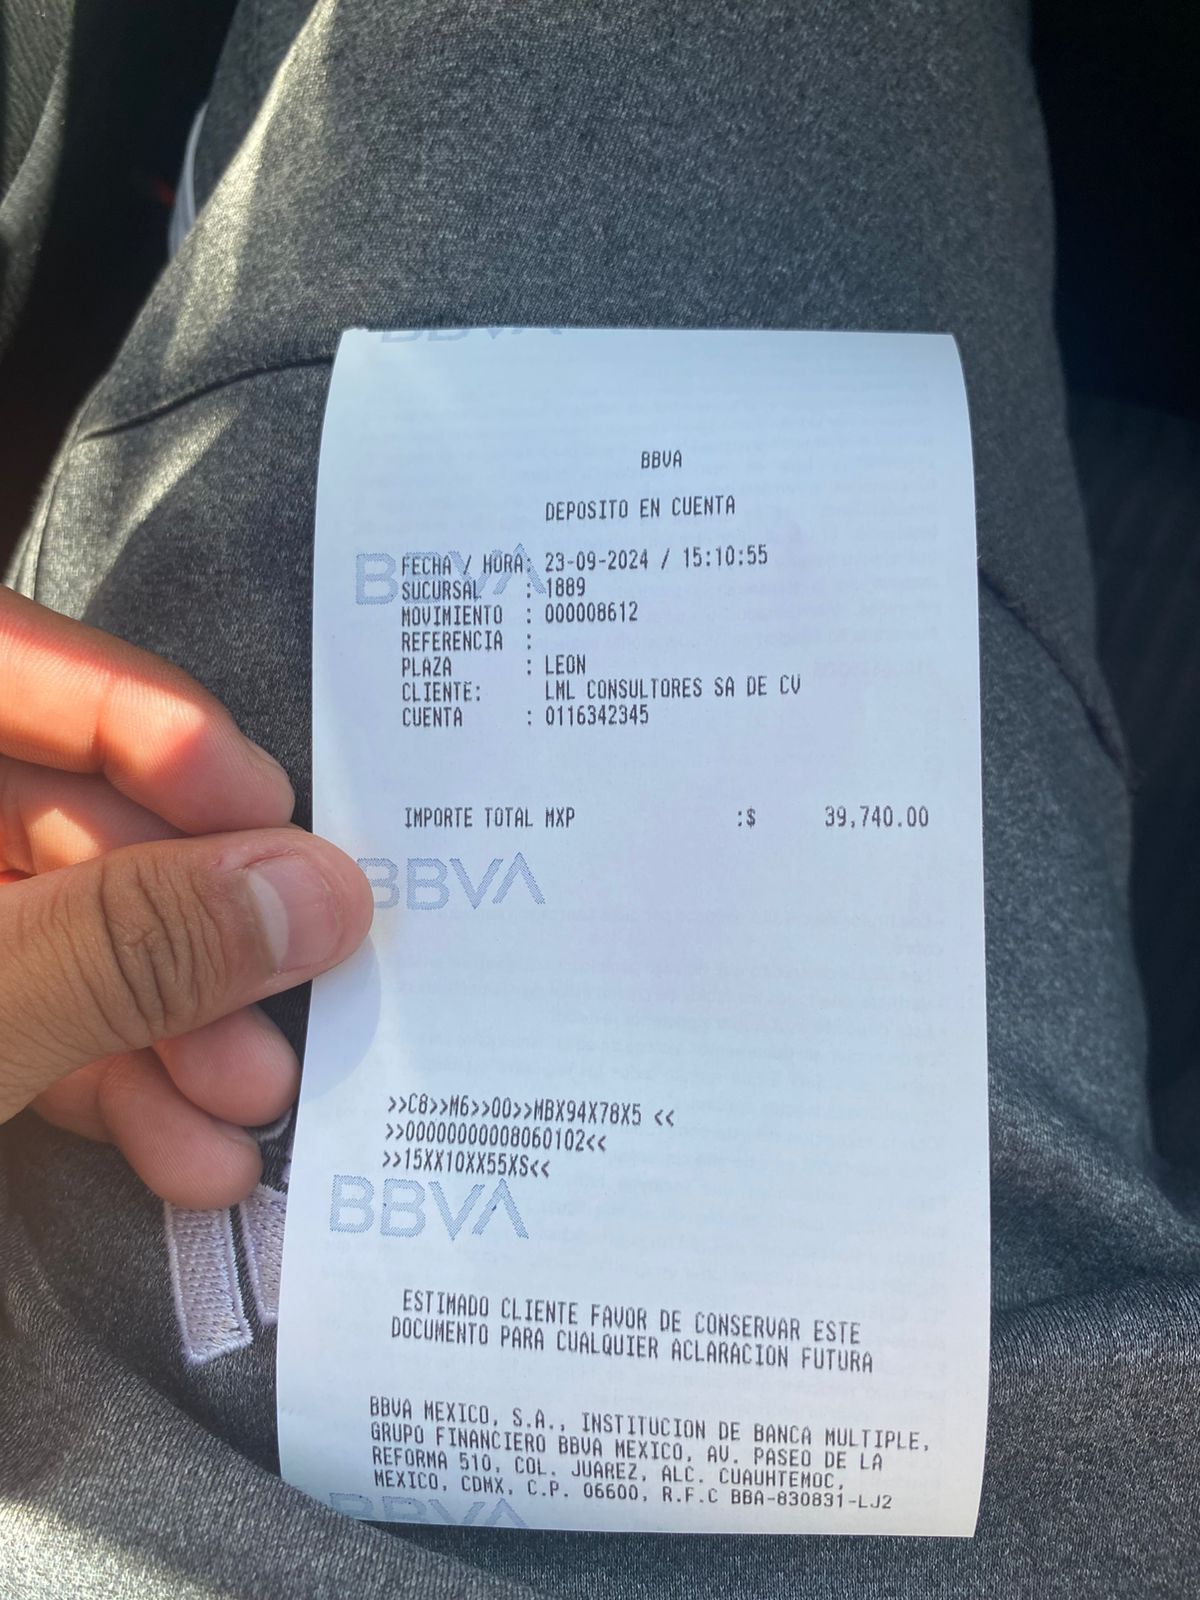 BBVA
BBVA
DEPOSITO EN CUENTA
FECHA / HORA: 23-09-2024 / 15:10:55
SUCURSAL : 1889
MOVIMIENTO : 000008612
REFERENCIA :
PLAZA : LEON
CLIENTE: LML CONSULTORES SA DE CV
CUENTA : 0116342345
BBVA
IMPORTE TOTAL MXP :$ 39,740.00
BBVA
>>C8>>M6>>00>>MBX94X78X5 <<
>>00000000008060102<<
>>15XX10XX55XS<<
BBVA
ESTIMADO CLIENTE FAVOR DE CONSERVAR ESTE
DOCUMENTO PARA CUALQUIER ACLARACION FUTURA
BBVA MEXICO, S.A., INSTITUCION DE BANCA MULTIPLE,
GRUPO FINANCIERO BBVA MEXICO, AV. PASEO DE LA
REFORMA 510, COL. JUAREZ, ALC. CUAUHTEMOC,
MEXICO, CDMX, C.P. 06600, R.F.C BBA-830831-LJ2
BBVA